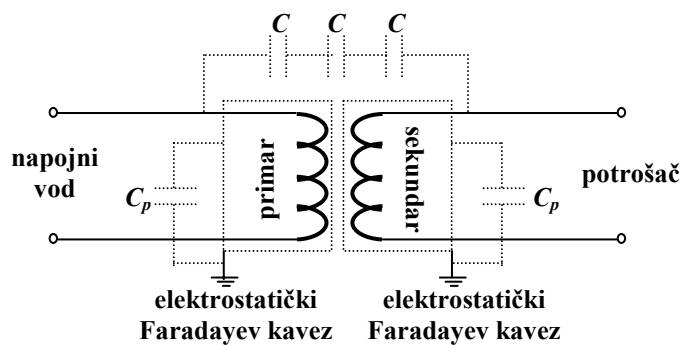 C C C
napojni
vod
C_p
primar
sekundar
C_p
potrošač
elektrostatički
Faradayev kavez
elektrostatički
Faradayev kavez